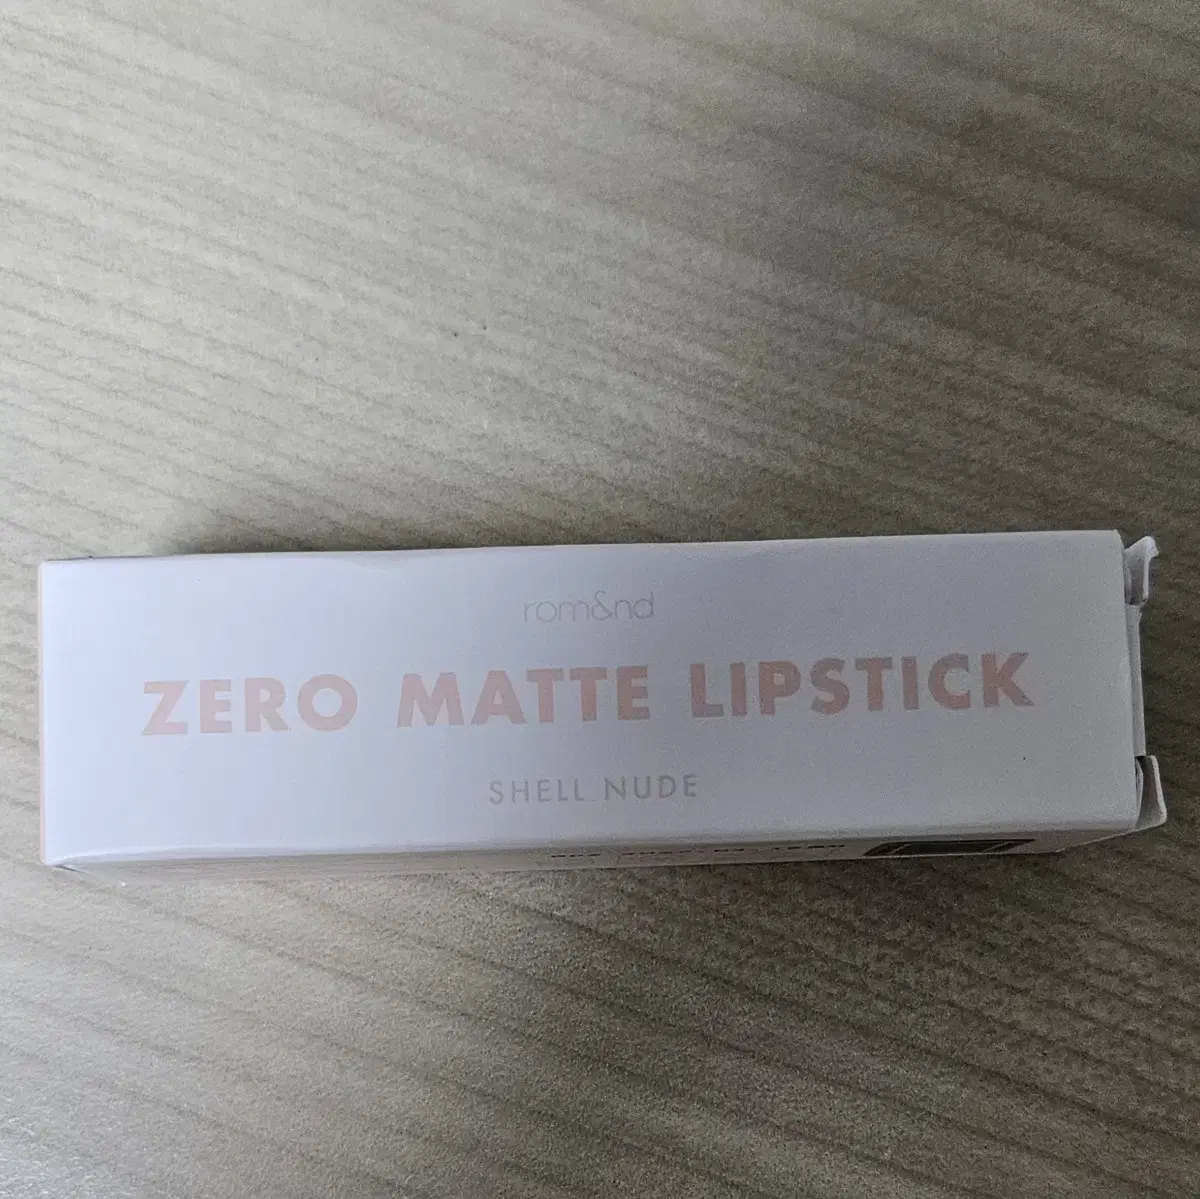 rom&nd
ZERO MATTE LIPSTICK
SHELL NUDE